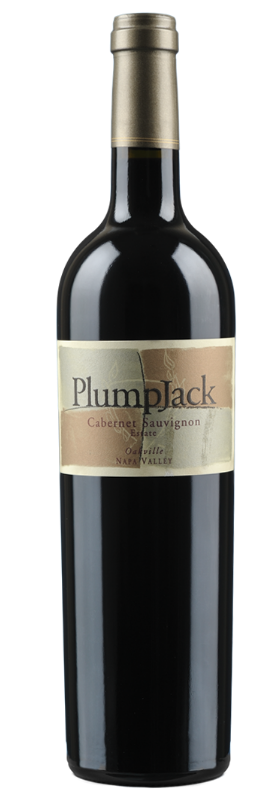 PlumpJack
Cabernet Sauvignon
Estate
Oakville
Napa Valley